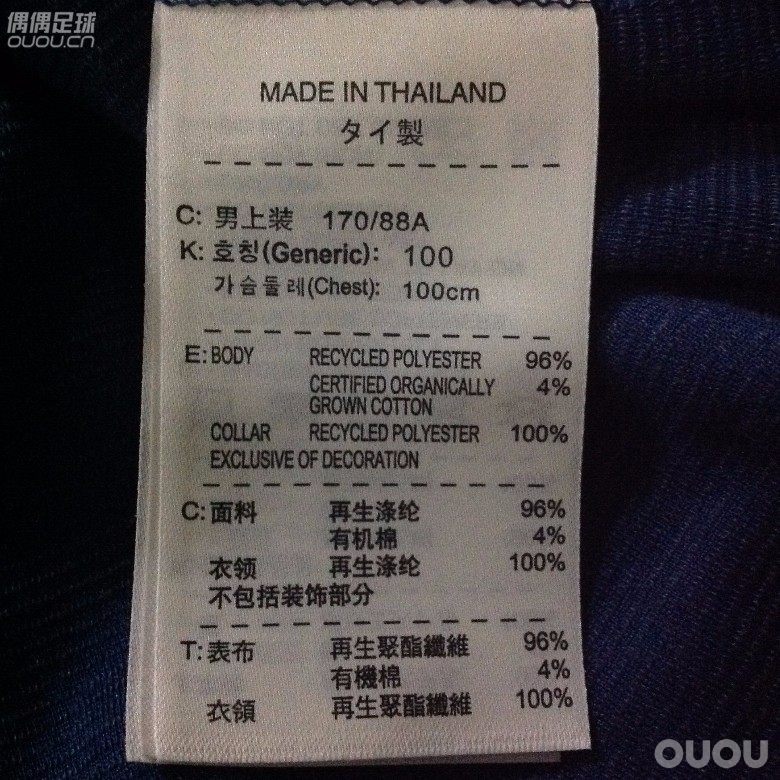 偶偶足球
OUOU.CN
MADE IN THAILAND
タイ製
C: 男上装 170/88A
K: 호칭(Generic): 100
가슴둘레(Chest): 100cm
E: BODY RECYCLED POLYESTER 96%
CERTIFIED ORGANICALLY 4%
GROWN COTTON
COLLAR RECYCLED POLYESTER 100%
EXCLUSIVE OF DECORATION
C: 面料 再生涤纶 96%
有机棉 4%
衣领 再生涤纶 100%
不包括装饰部分
T: 表布 再生聚酯纖維 96%
有機棉 4%
衣領 再生聚酯纖維 100%
OUOU